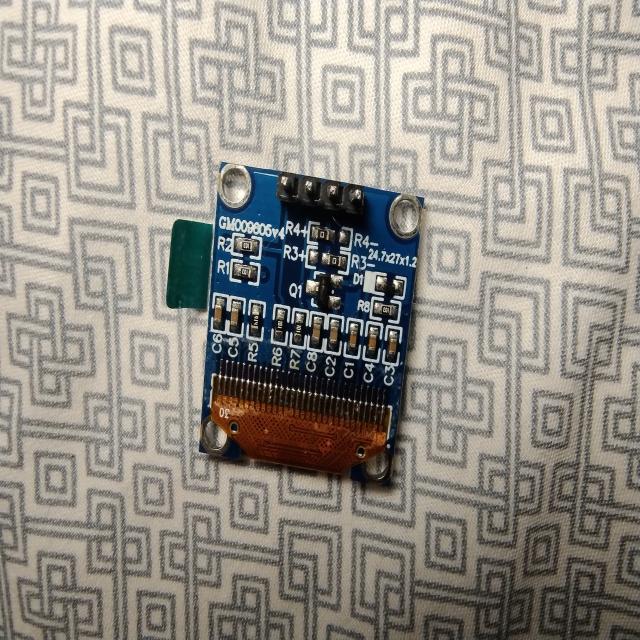 GM009605v4
R4+
R4-
R2
R3+
R3-
24.7x27x1.2
R1
D1
Q1
R8
C6
C5
R5
R6
R7
C8
C2
C1
C4
C3
30